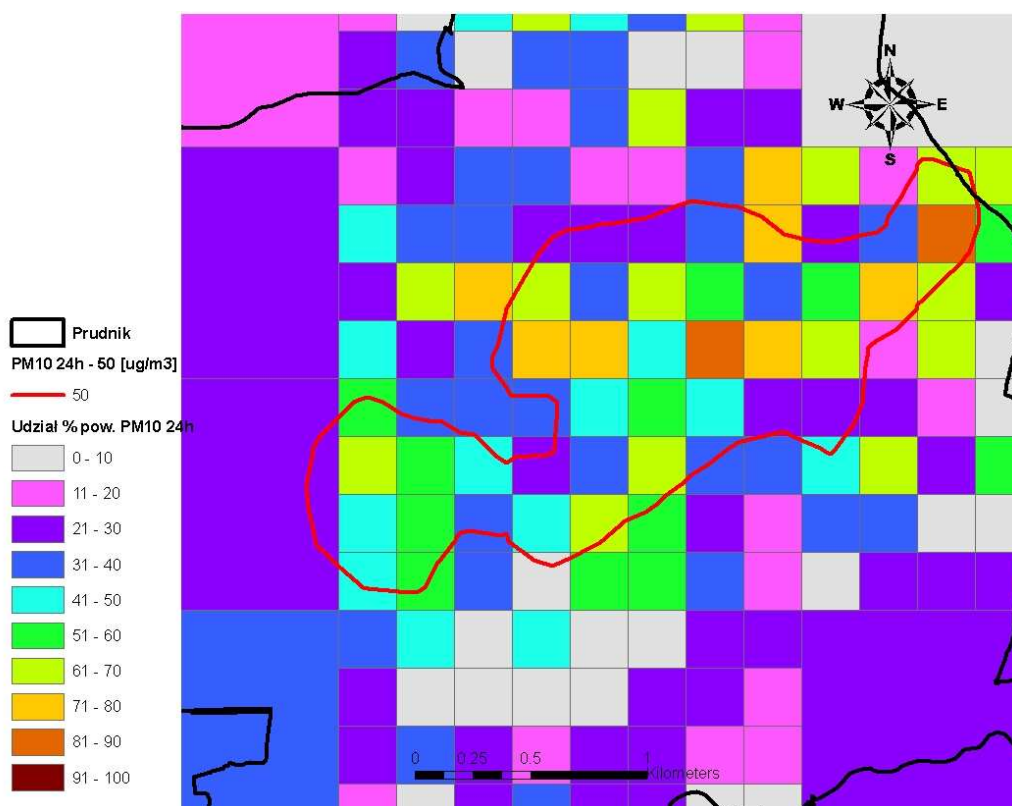 N
W
E
S
Prudnik
PM10 24h - 50 [ug/m3]
50
Udział % pow. PM10 24h
0 - 10
11 - 20
21 - 30
31 - 40
41 - 50
51 - 60
61 - 70
71 - 80
81 - 90
91 - 100
0 0.25 0.5 1
Kilometers